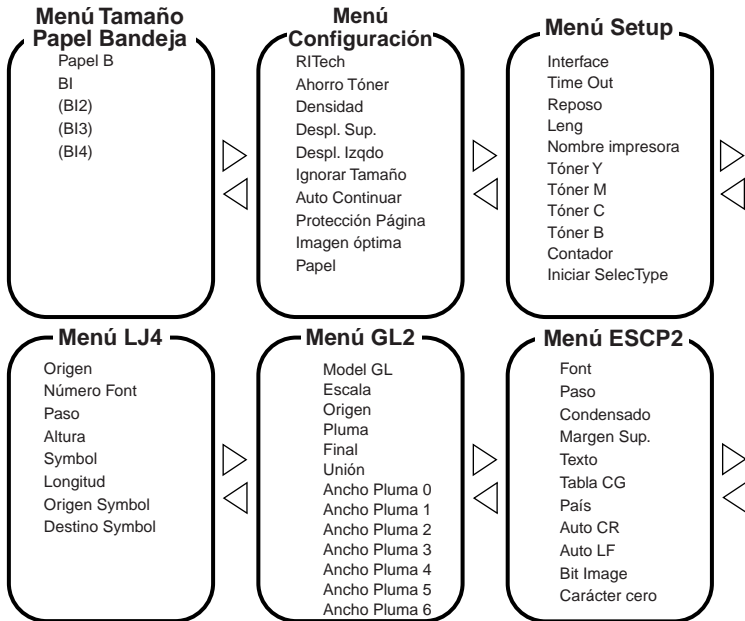 Menú Tamaño
Papel Bandeja
Papel B
BI
(BI2)
(BI3)
(BI4)
Menú
Configuración
RITech
Ahorro Tóner
Densidad
Despl. Sup.
Despl. Izqdo
Ignorar Tamaño
Auto Continuar
Protección Página
Imagen óptima
Papel
Menú Setup
Interface
Time Out
Reposo
Leng
Nombre impresora
Tóner Y
Tóner M
Tóner C
Tóner B
Contador
Iniciar SelecType
Menú LJ4
Origen
Número Font
Paso
Altura
Symbol
Longitud
Origen Symbol
Destino Symbol
Menú GL2
Model GL
Escala
Origen
Pluma
Final
Unión
Ancho Pluma 0
Ancho Pluma 1
Ancho Pluma 2
Ancho Pluma 3
Ancho Pluma 4
Ancho Pluma 5
Ancho Pluma 6
Menú ESCP2
Font
Paso
Condensado
Margen Sup.
Texto
Tabla CG
País
Auto CR
Auto LF
Bit Image
Carácter cero